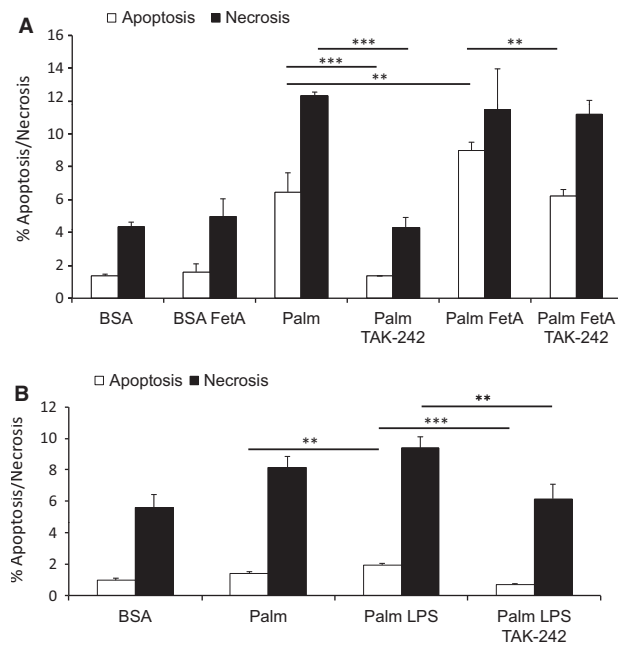 A
Apoptosis Necrosis
% Apoptosis/Necrosis
16
14
12
10
8
6
4
2
0
***
***
**
**
BSA
BSA FetA
Palm
Palm
TAK-242
Palm FetA
Palm FetA
TAK-242
B
Apoptosis Necrosis
% Apoptosis/Necrosis
12
10
8
6
4
2
0
**
***
**
BSA
Palm
Palm LPS
Palm LPS
TAK-242